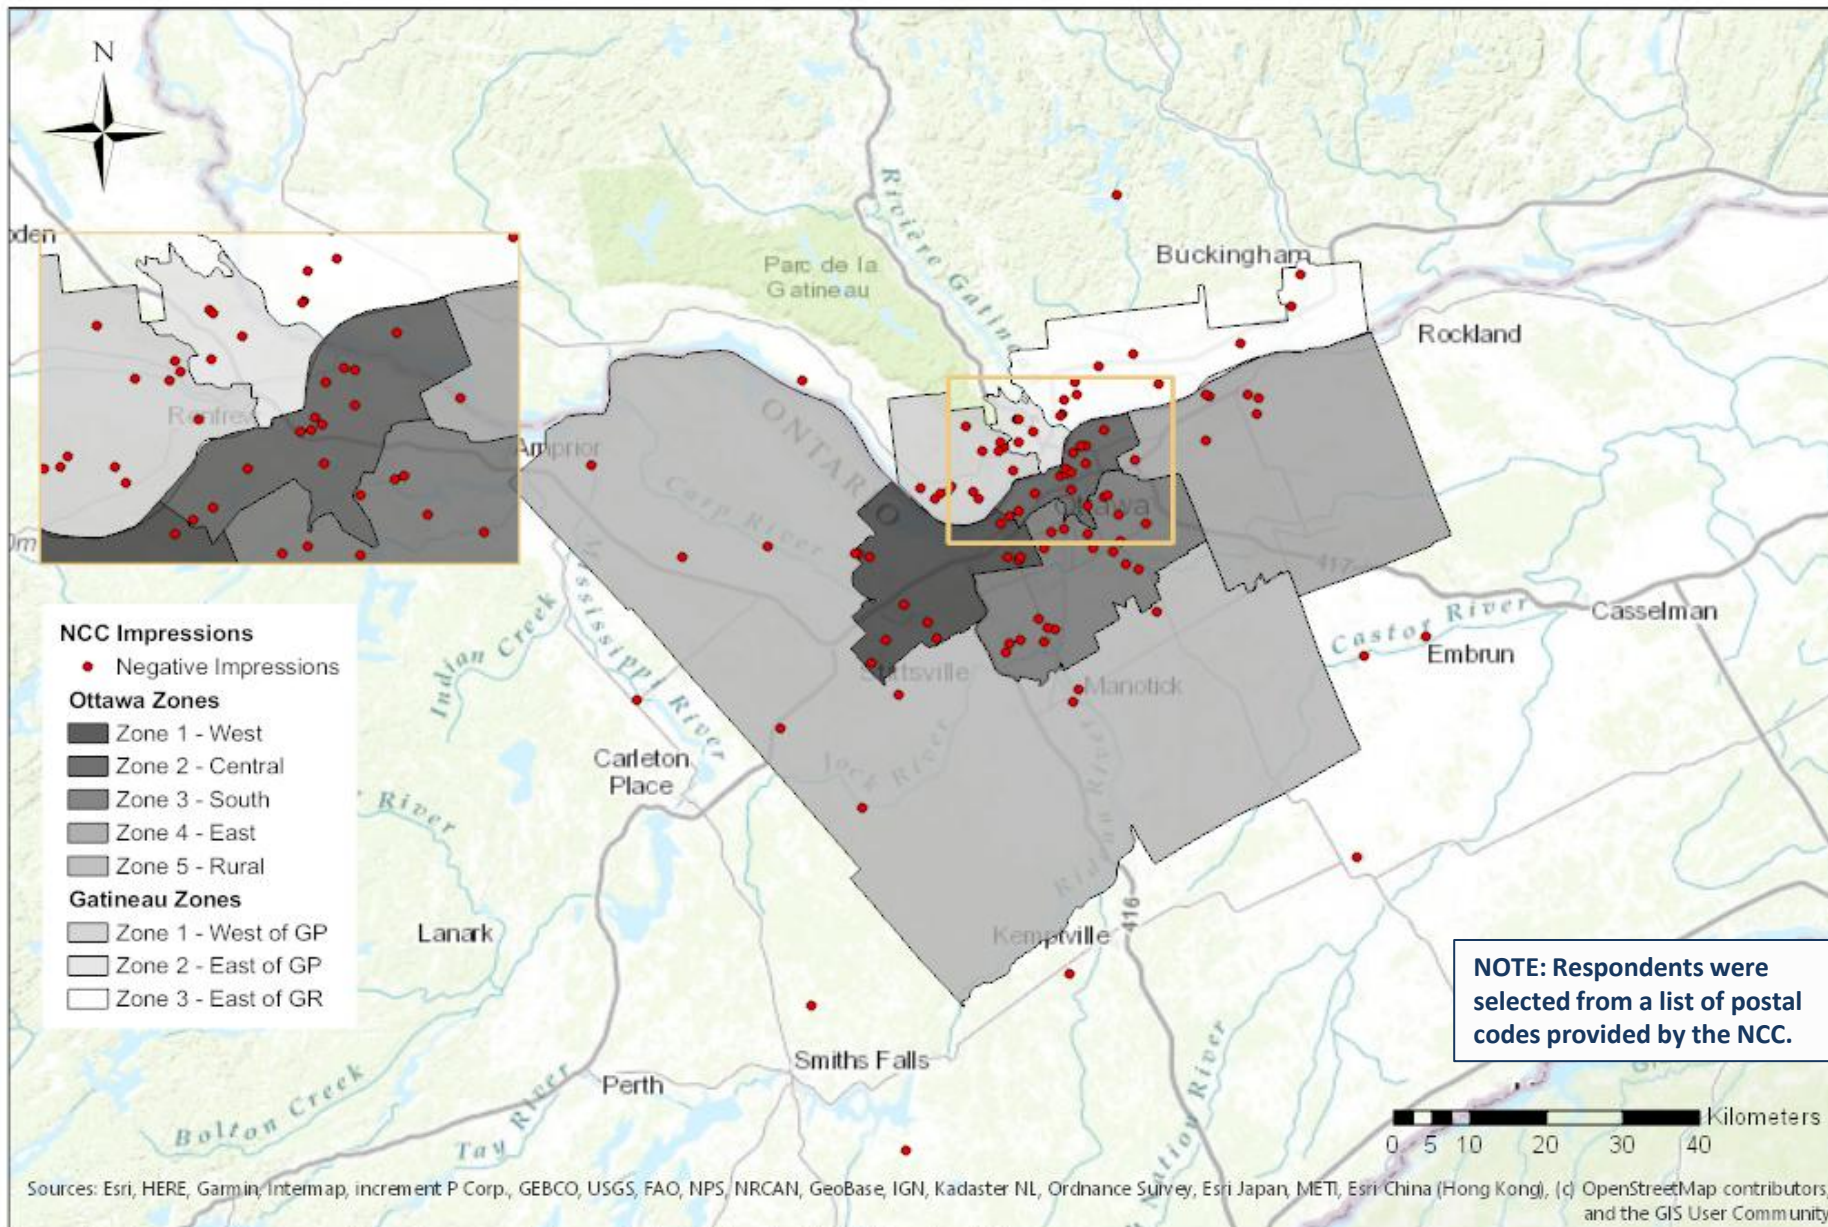 N
Rivière Gatineau
Buckingham
Parc de la
Gatineau
Rockland
Renfrew
Arnprior
ONTARIO
Carp River
Ottawa
417
Castor River
Casselman
Embrun
Stittsville
Manotick
Mississippi River
Indian Creek
Carleton
Place
Jock River
Rideau River
River
NCC Impressions
Negative Impressions
Ottawa Zones
Zone 1 - West
Zone 2 - Central
Zone 3 - South
Zone 4 - East
Zone 5 - Rural
Gatineau Zones
Zone 1 - West of GP
Zone 2 - East of GP
Zone 3 - East of GR
Lanark
Kemptville
416
NOTE: Respondents were
selected from a list of postal
codes provided by the NCC.
Smiths Falls
Perth
Bolton Creek
Tay River
Nation River
Kilometers
0 5 10 20 30 40
Sources: Esri, HERE, Garmin, Intermap, increment P Corp., GEBCO, USGS, FAO, NPS, NRCAN, GeoBase, IGN, Kadaster NL, Ordnance Survey, Esri Japan, METI, Esri China (Hong Kong), (c) OpenStreetMap contributors,
and the GIS User Community